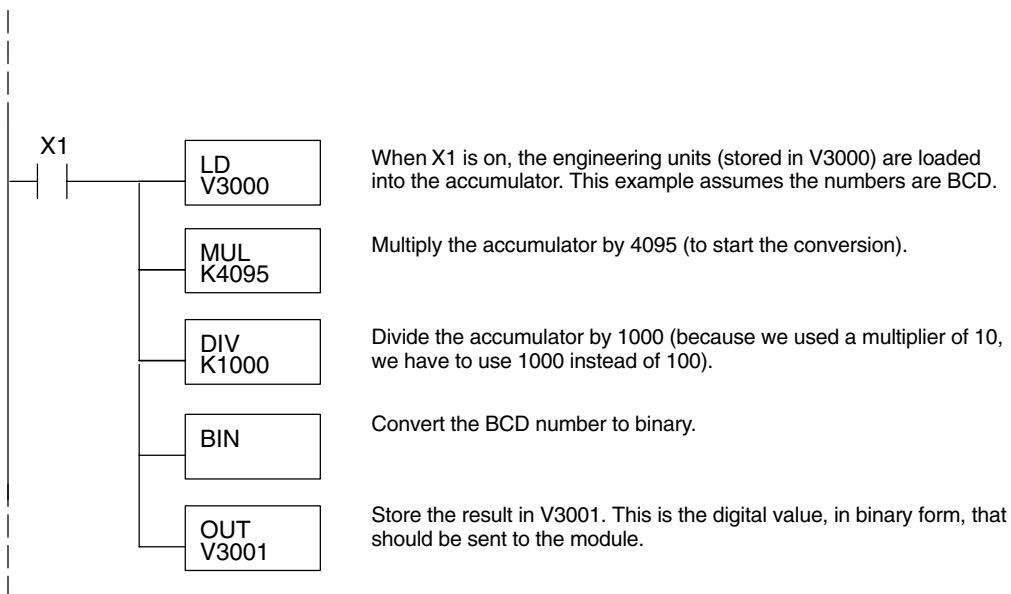 X1
LD
V3000
When X1 is on, the engineering units (stored in V3000) are loaded
into the accumulator. This example assumes the numbers are BCD.
MUL
K4095
Multiply the accumulator by 4095 (to start the conversion).
DIV
K1000
Divide the accumulator by 1000 (because we used a multiplier of 10,
we have to use 1000 instead of 100).
BIN
Convert the BCD number to binary.
OUT
V3001
Store the result in V3001. This is the digital value, in binary form, that
should be sent to the module.